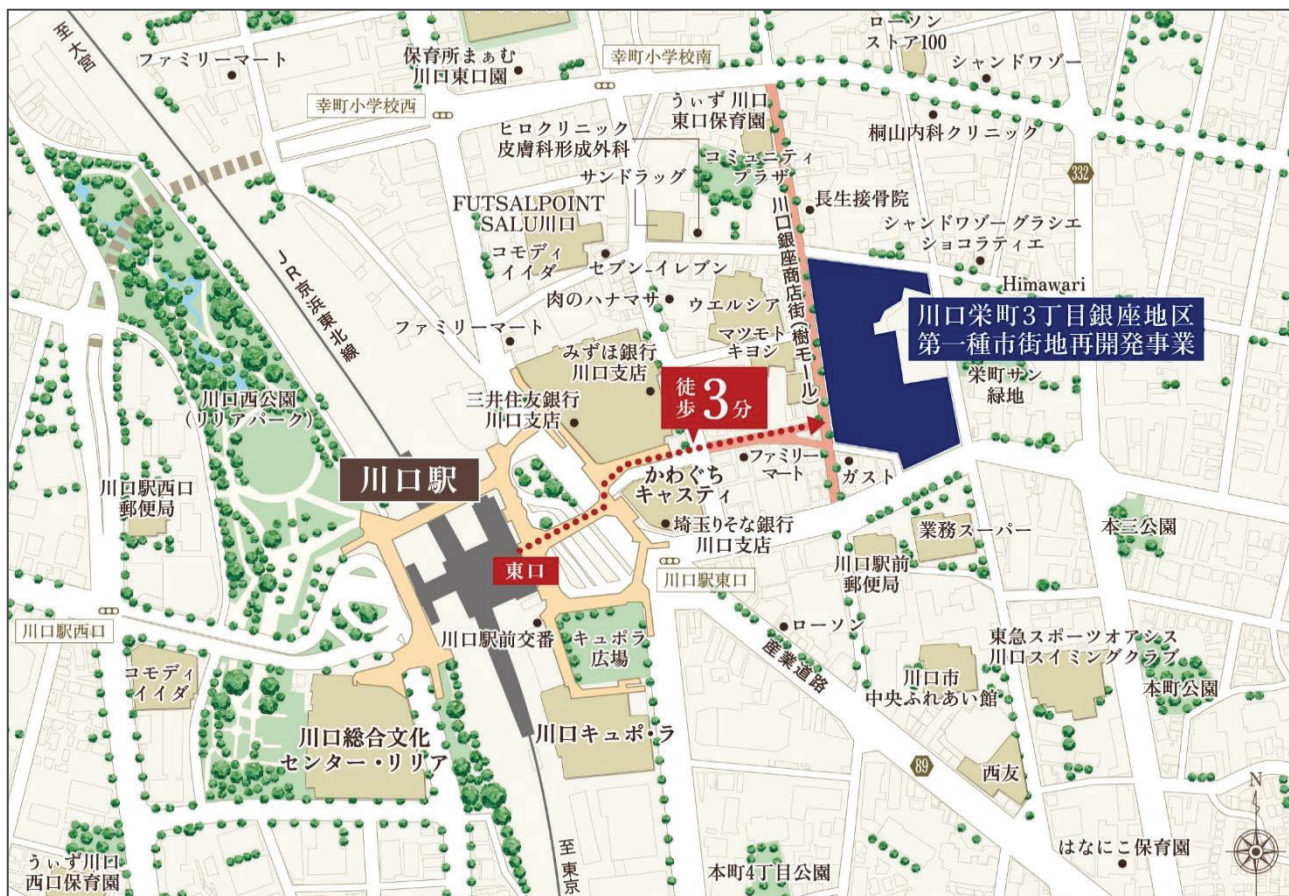 至大宮
ファミリーマート
保育所まぁむ
川口東口園
幸町小学校南
ローソン
ストア100
シャンドワゾー
幸町小学校西
うぃず川口
東口保育園
桐山内科クリニック
ヒロクリニック
皮膚科形成外科
コミュニティ
プラザ
サンドラッグ
332
長生接骨院
FUTSALPOINT
SALU川口
川口銀座商店街(樹モール)
シャンドワゾー グラシエ
ショコラティエ
コモディ
イイダ
セブン-イレブン
JR京浜東北線
肉のハナマサ
ウエルシア
Himawari
川口栄町3丁目銀座地区
第一種市街地再開発事業
ファミリーマート
マツモト
キヨシ
みずほ銀行
川口支店
栄町サン
緑地
徒歩3分
川口西公園
(リリアパーク)
三井住友銀行
川口支店
川口駅
かわぐち
キャスティ
ファミリー
マート
ガスト
川口駅西口
郵便局
埼玉りそな銀行
川口支店
業務スーパー
本三公園
東口
川口駅東口
川口駅前
郵便局
川口駅西口
川口駅前交番
キュポラ
広場
ローソン
産業道路
東急スポーツオアシス
川口スイミングクラブ
コモディ
イイダ
川口市
中央ふれあい館
本町公園
川口総合文化
センター・リリア
川口キュポ・ラ
89
西友
N
うぃず川口
西口保育園
至東京
本町4丁目公園
はなにこ保育園